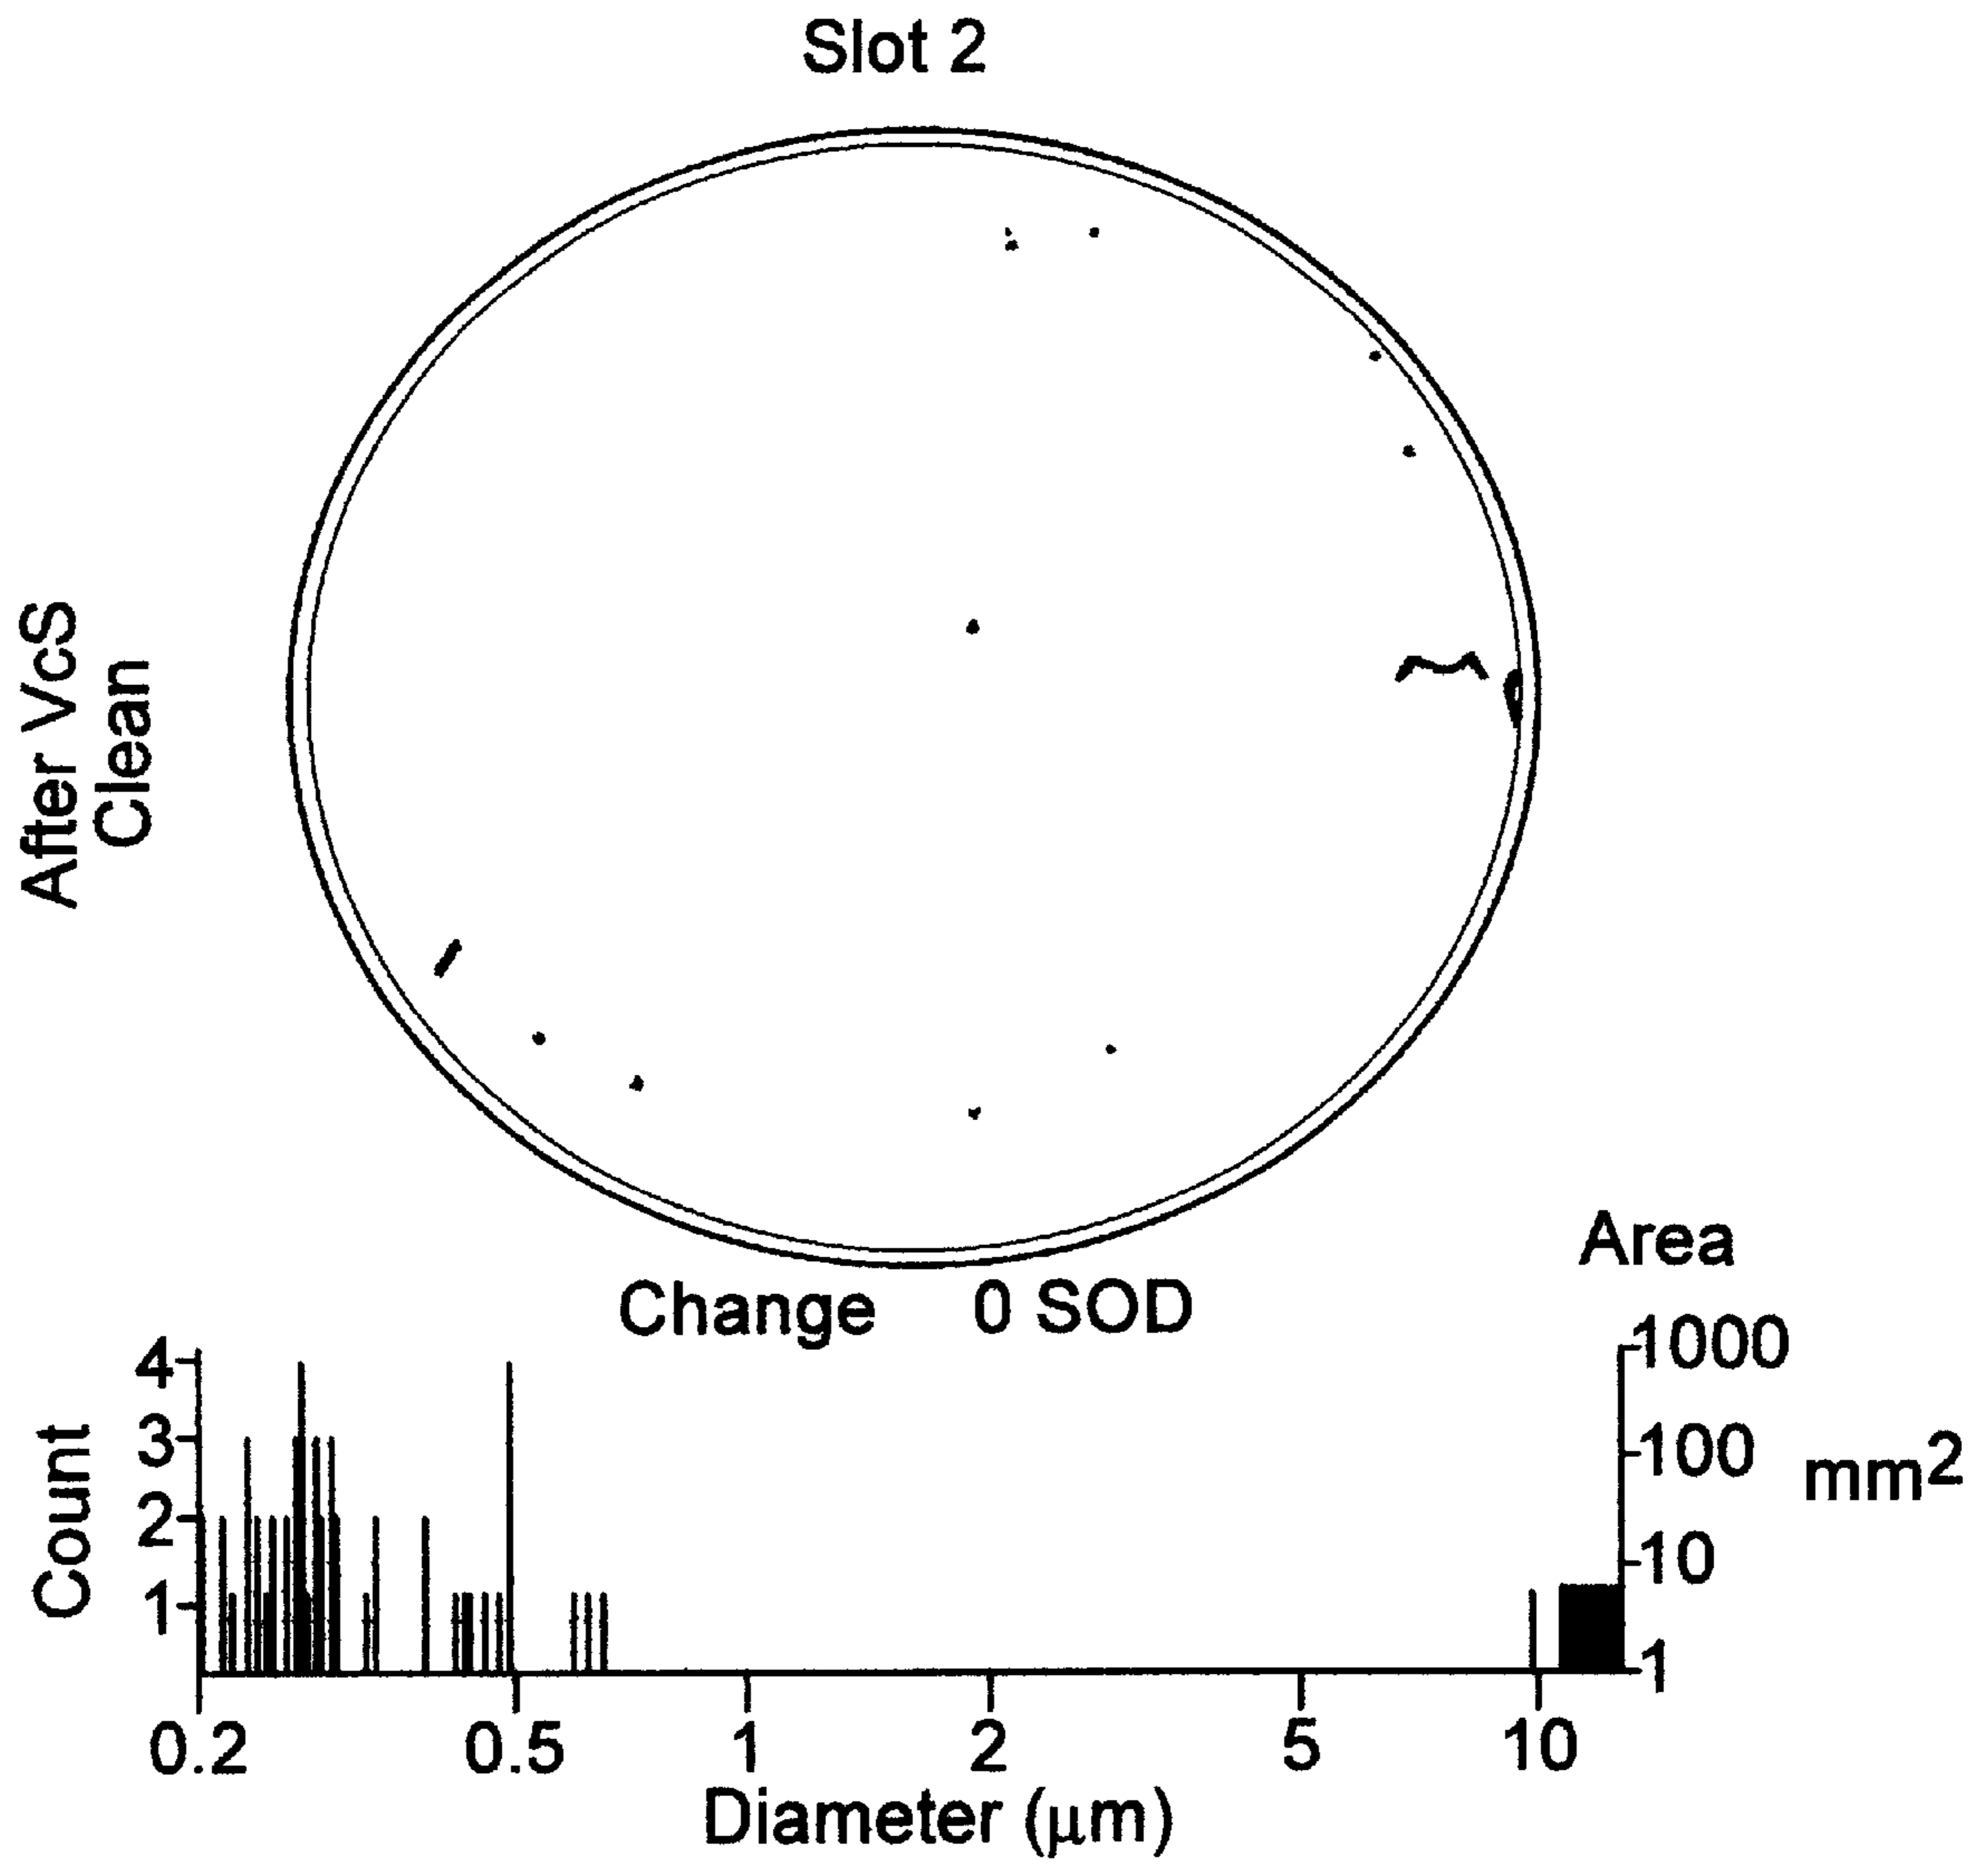 Slot 2
After VcS
Clean
Change 0 SOD
Area
1000
100
10
1
mm2
Count
4
3
2
1
0.2 0.5 1 2 5 10
Diameter (μm)